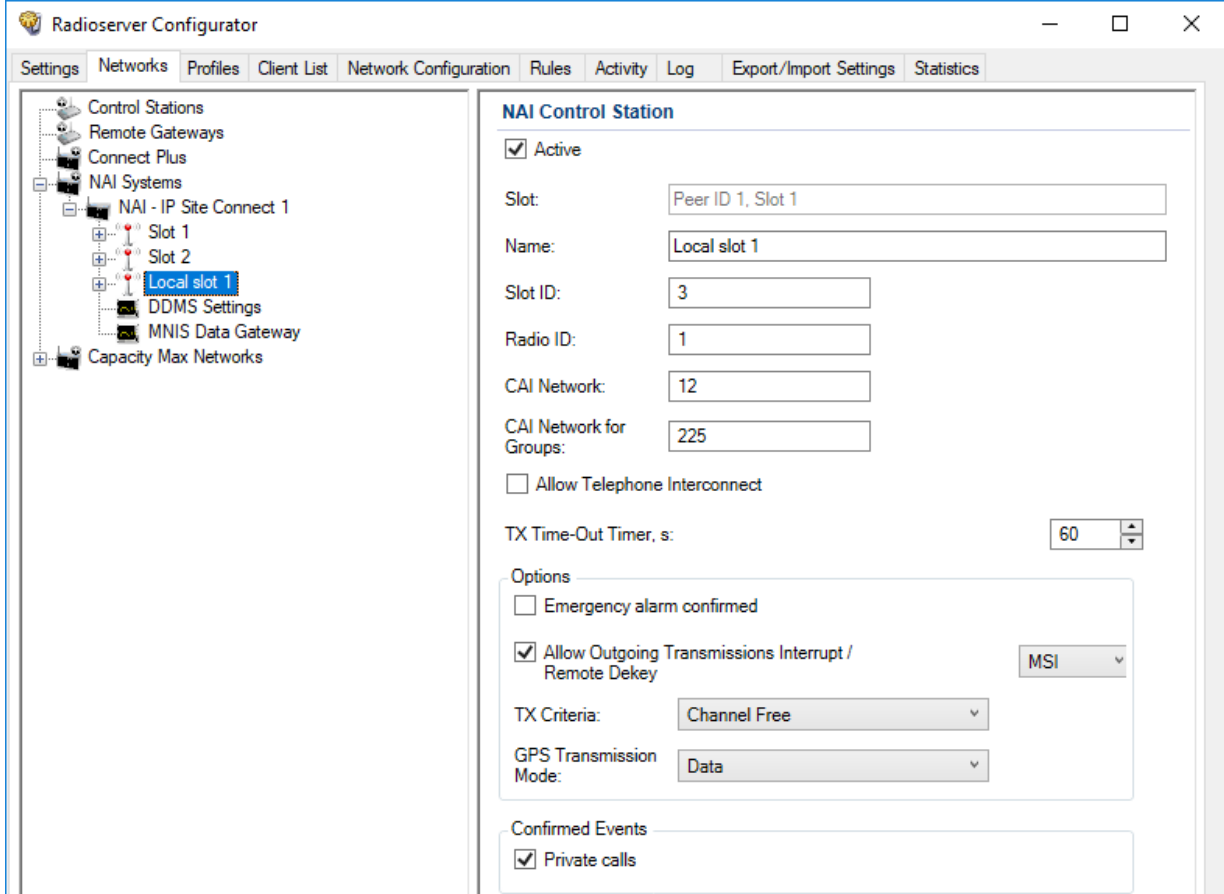 Radioserver Configurator
Settings Networks Profiles Client List Network Configuration Rules Activity Log Export/Import Settings Statistics
Control Stations
Remote Gateways
Connect Plus
NAI Systems
NAI - IP Site Connect 1
Slot 1
Slot 2
Local slot 1
DDMS Settings
MNIS Data Gateway
Capacity Max Networks
NAI Control Station
Active
Slot: Peer ID 1, Slot 1
Name: Local slot 1
Slot ID: 3
Radio ID: 1
CAI Network: 12
CAI Network for
Groups: 225
Allow Telephone Interconnect
TX Time-Out Timer, s: 60
Options
Emergency alarm confirmed
Allow Outgoing Transmissions Interrupt /
Remote Dekey MSI
TX Criteria: Channel Free
GPS Transmission
Mode: Data
Confirmed Events
Private calls